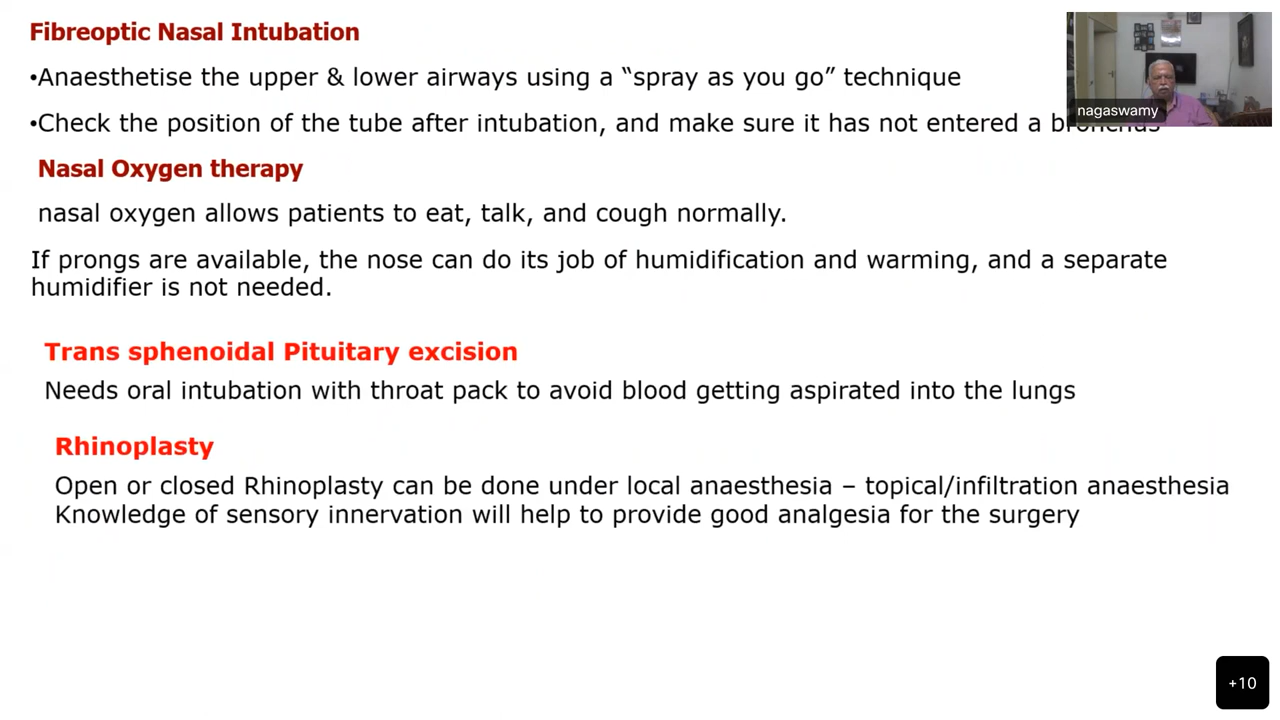 Fibreoptic Nasal Intubation
•Anaesthetise the upper & lower airways using a “spray as you go” technique
nagaswamy
•Check the position of the tube after intubation, and make sure it has not entered a bronchus
Nasal Oxygen therapy
nasal oxygen allows patients to eat, talk, and cough normally.
If prongs are available, the nose can do its job of humidification and warming, and a separate
humidifier is not needed.
Trans sphenoidal Pituitary excision
Needs oral intubation with throat pack to avoid blood getting aspirated into the lungs
Rhinoplasty
Open or closed Rhinoplasty can be done under local anaesthesia – topical/infiltration anaesthesia
Knowledge of sensory innervation will help to provide good analgesia for the surgery
+10